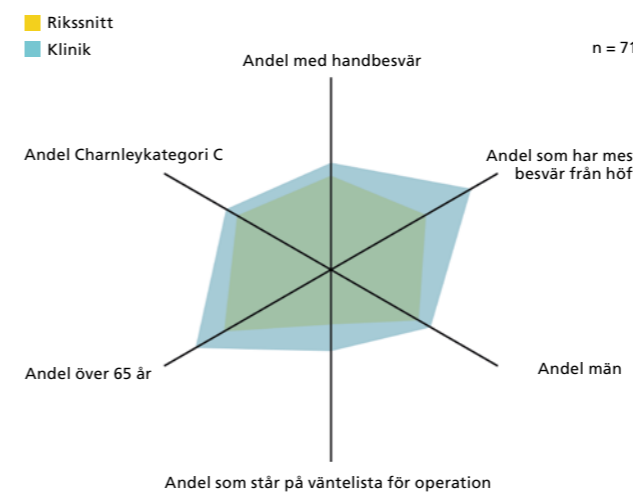 Rikssnitt
Klinik
n = 71
Andel med handbesvär
Andel Charnleykategori C
Andel som har mes
besvär från höf
Andel över 65 år
Andel män
Andel som står på väntelista för operation